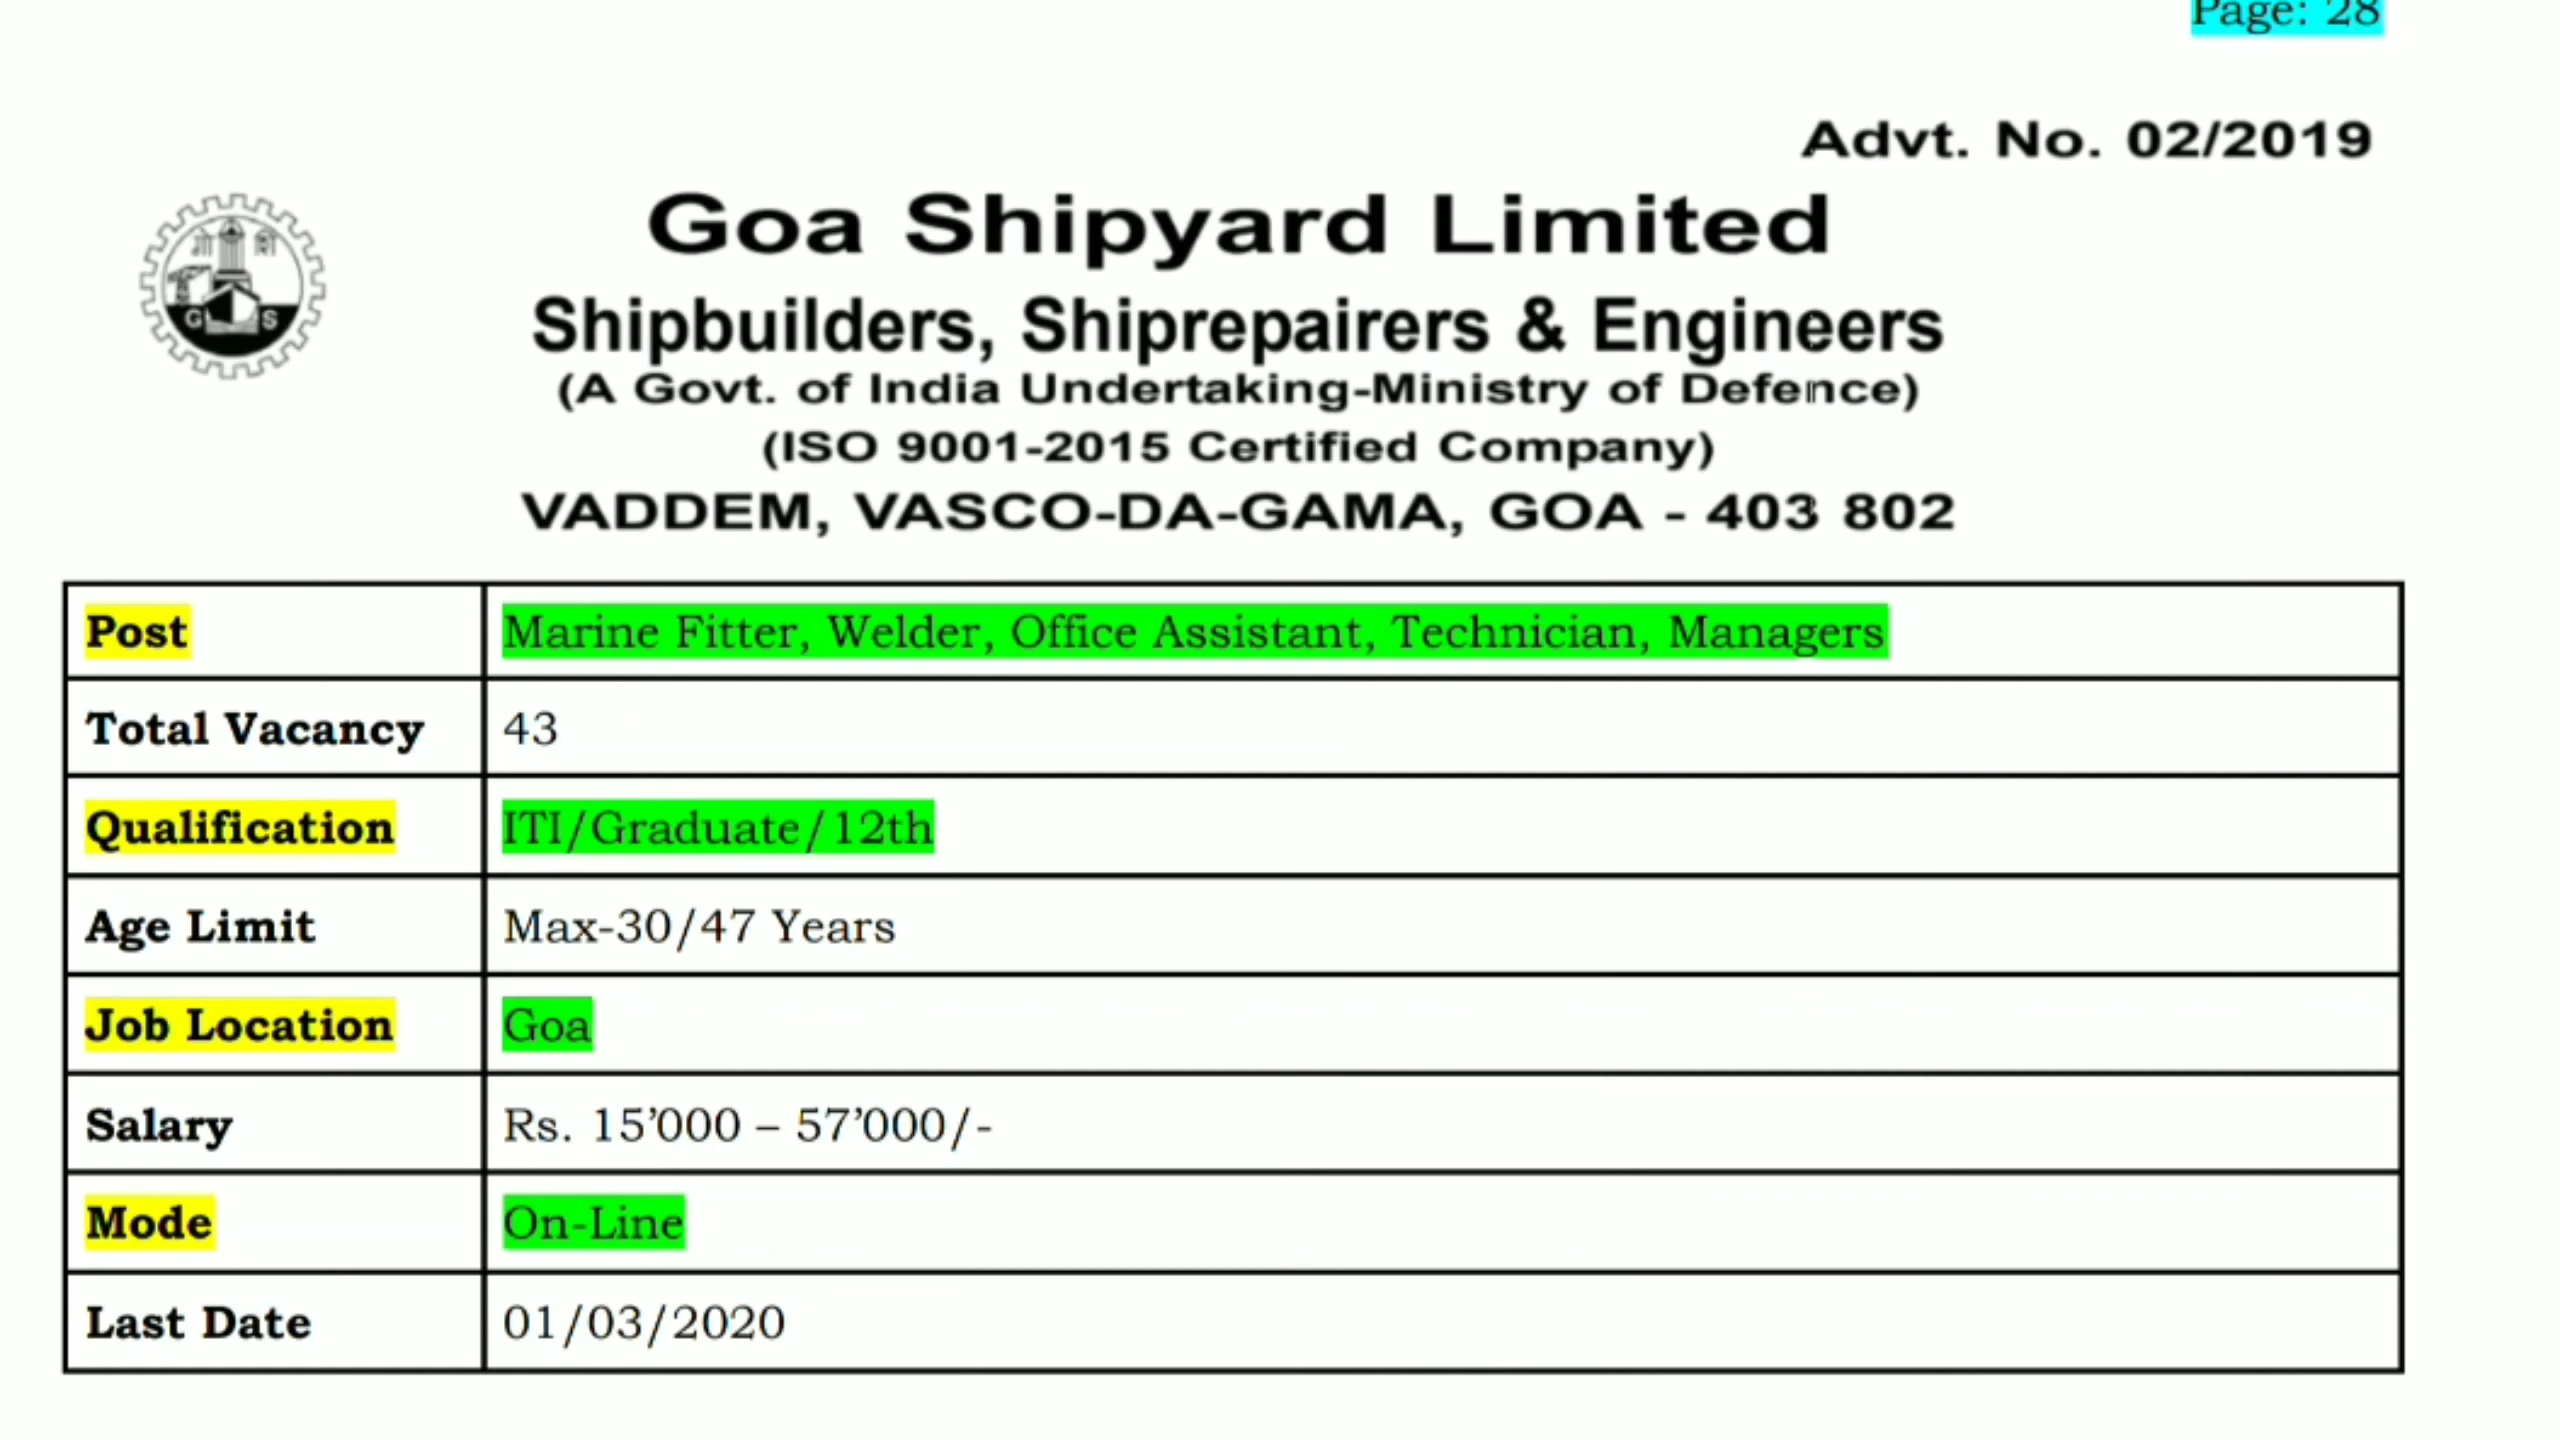 Page: 28
Advt. No. 02/2019
गो शि
G S
Goa Shipyard Limited
Shipbuilders, Shiprepairers & Engineers
(A Govt. of India Undertaking-Ministry of Defence)
(ISO 9001-2015 Certified Company)
VADDEM, VASCO-DA-GAMA, GOA - 403 802
Post Marine Fitter, Welder, Office Assistant, Technician, Managers
Total Vacancy 43
Qualification ITI/Graduate/12th
Age Limit Max-30/47 Years
Job Location Goa
Salary Rs. 15’000 – 57’000/-
Mode On-Line
Last Date 01/03/2020